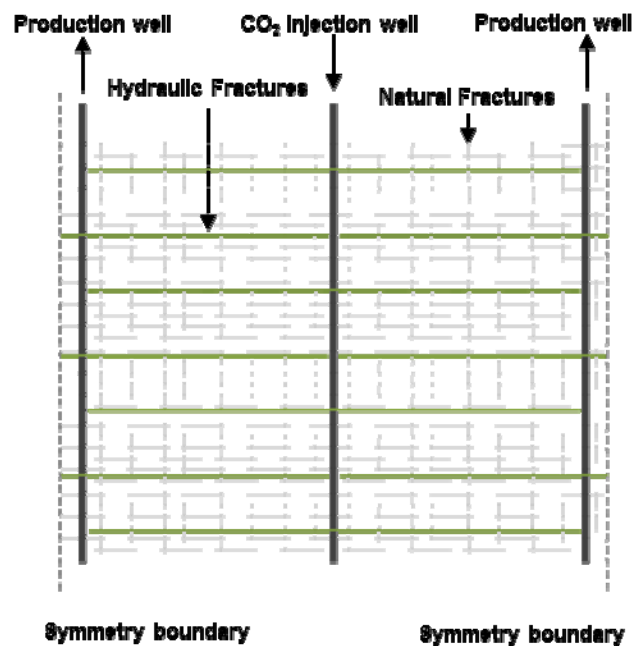 Production well
CO₂ injection well
Production well
Hydraulic Fractures
Natural Fractures
Symmetry boundary
Symmetry boundary